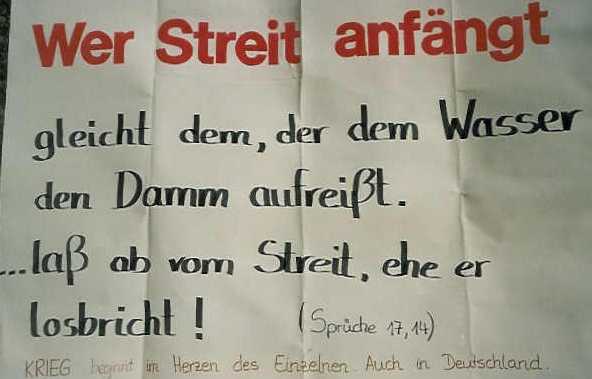 Wer Streit anfängt
gleicht dem, der dem Wasser
den Damm aufreißt.
...laß ab vom Streit, ehe er
losbricht! (Sprüche 17,14)
KRIEG beginnt im Herzen des Einzelnen. Auch in Deutschland.